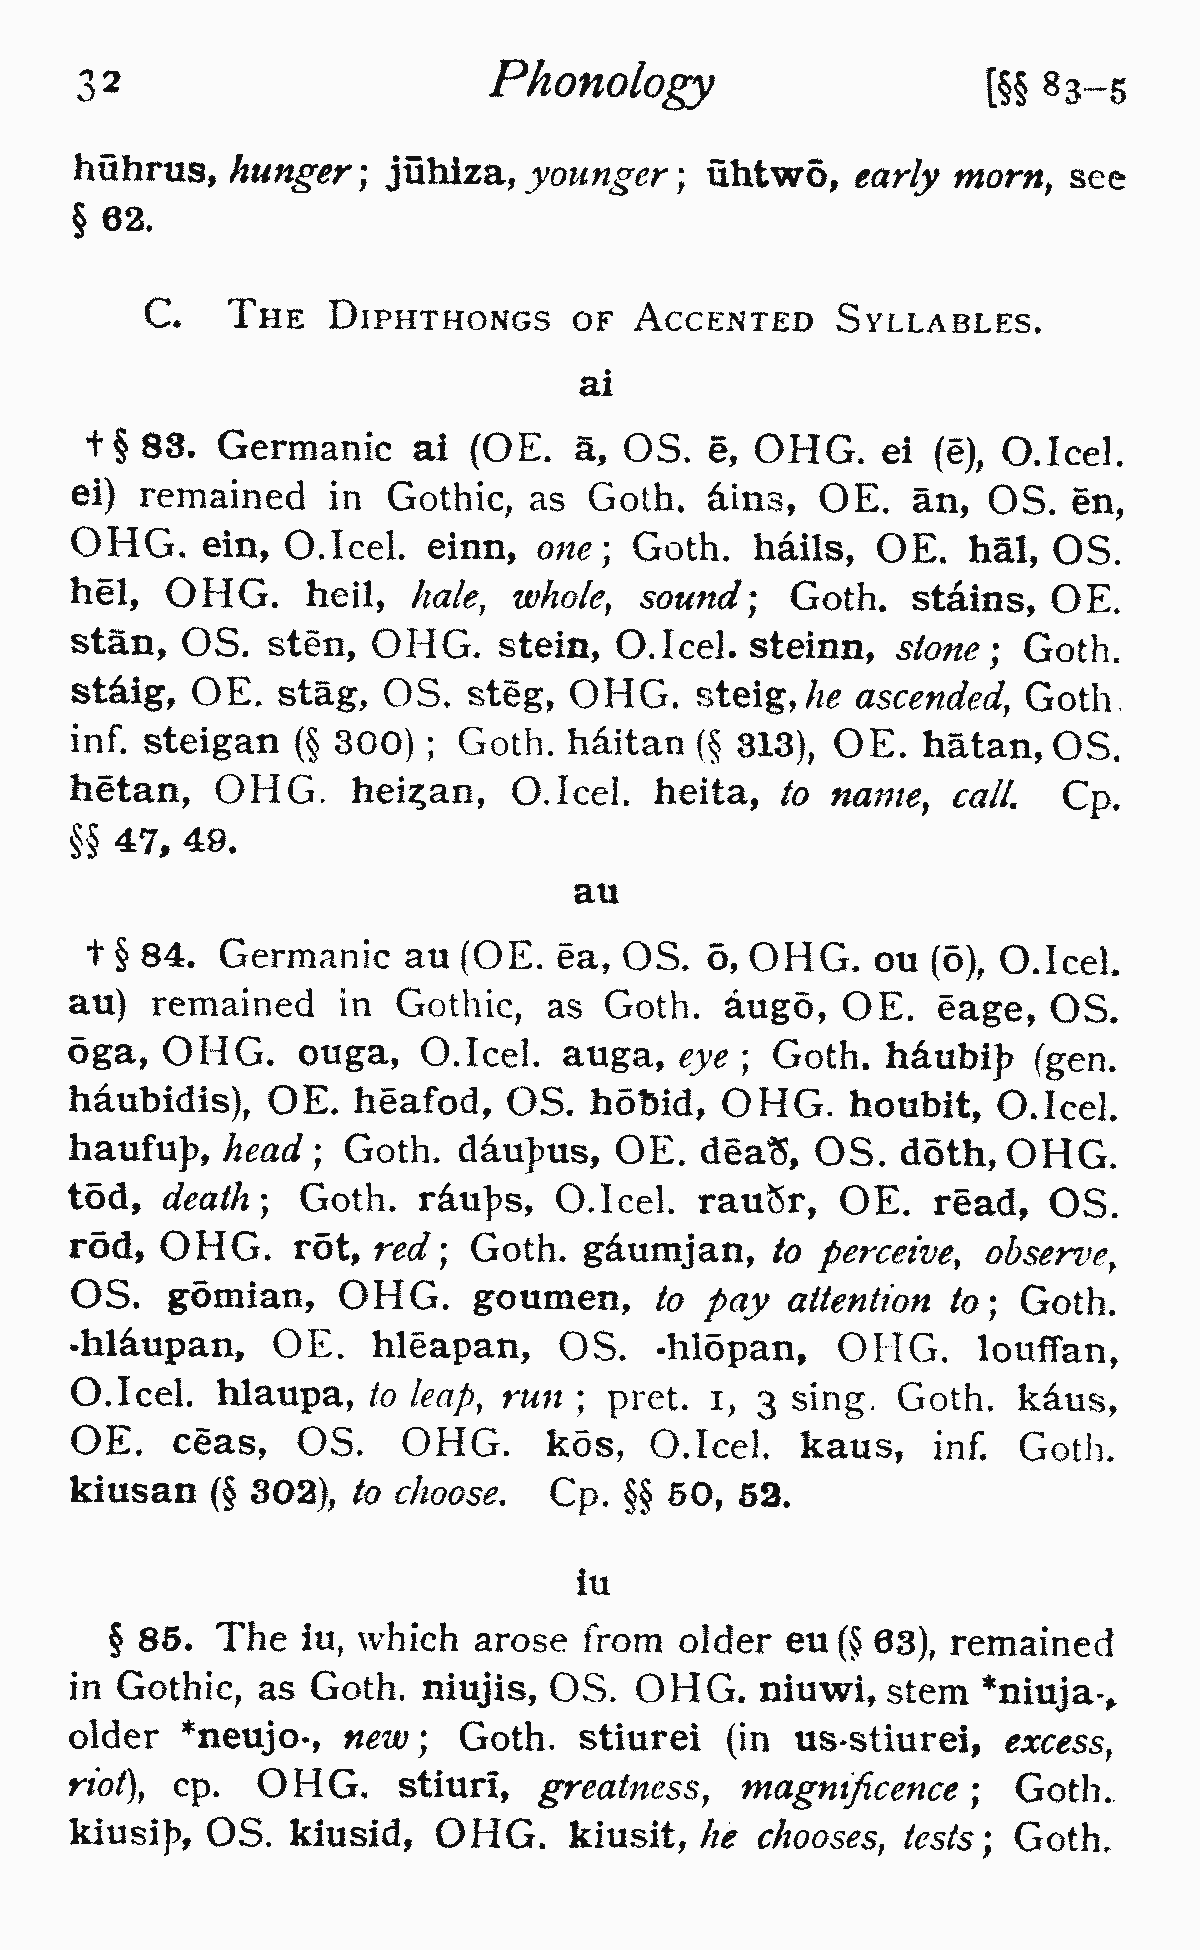 32 Phonology [§§ 83–5
hūhrus, hunger; jūhiza, younger; ūhtwō, early morn, see
§ 62.
C. The Diphthongs of Accented Syllables.
ai
† § 83. Germanic ai (OE. ā, OS. ē, OHG. ei (ē), O.Icel.
ei) remained in Gothic, as Goth. áins, OE. ān, OS. ēn,
OHG. ein, O.Icel. einn, one; Goth. háils, OE. hāl, OS.
hēl, OHG. heil, hale, whole, sound; Goth. stáins, OE.
stān, OS. stēn, OHG. stein, O.Icel. steinn, stone; Goth.
stáig, OE. stāg, OS. stēg, OHG. steig, he ascended, Goth.
inf. steigan (§ 300); Goth. háitan (§ 313), OE. hātan, OS.
hētan, OHG. heiʒan, O.Icel. heita, to name, call. Cp.
§§ 47, 49.
au
† § 84. Germanic au (OE. ēa, OS. ō, OHG. ou (ō), O.Icel.
au) remained in Gothic, as Goth. áugō, OE. ēage, OS.
ōga, OHG. ouga, O.Icel. auga, eye; Goth. háubiþ (gen.
háubidis), OE. hēafod, OS. hōƀid, OHG. houbit, O.Icel.
haufuþ, head; Goth. dáuþus, OE. dēað, OS. dōth, OHG.
tōd, death; Goth. ráuþs, O.Icel. rauðr, OE. rēad, OS.
rōd, OHG. rōt, red; Goth. gáumjan, to perceive, observe,
OS. gōmian, OHG. goumen, to pay attention to; Goth.
-hláupan, OE. hlēapan, OS. -hlōpan, OHG. louffan,
O.Icel. hlaupa, to leap, run; pret. 1, 3 sing. Goth. káus,
OE. cēas, OS. OHG. kōs, O.Icel. kaus, inf. Goth.
kiusan (§ 302), to choose. Cp. §§ 50, 52.
iu
§ 85. The iu, which arose from older eu (§ 63), remained
in Gothic, as Goth. niujis, OS. OHG. niuwi, stem *niuja-,
older *neujo-, new; Goth. stiurei (in us-stiurei, excess,
riot), cp. OHG. stiurī, greatness, magnificence; Goth.
kiusiþ, OS. kiusid, OHG. kiusit, he chooses, tests; Goth.